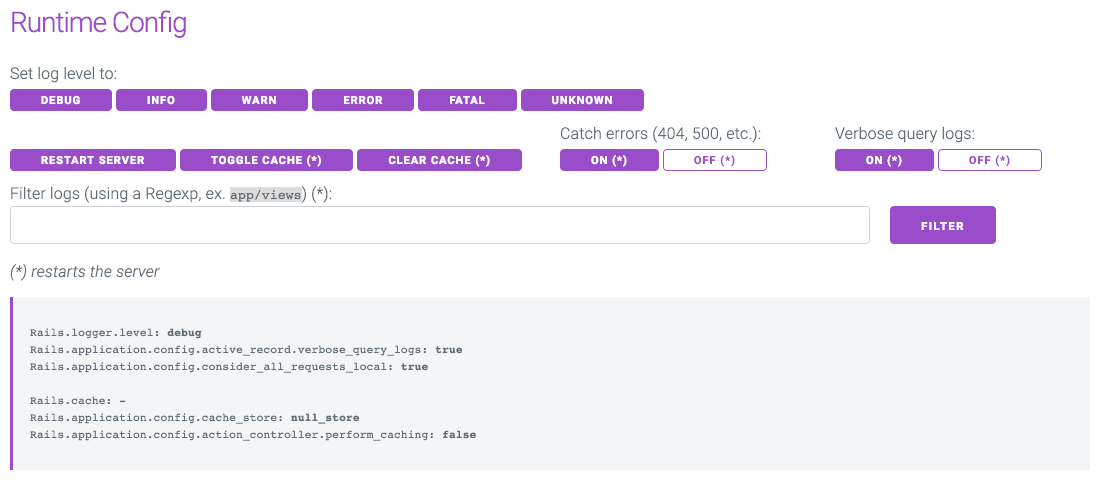 Runtime Config
Set log level to:
DEBUG INFO WARN ERROR FATAL UNKNOWN
Catch errors (404, 500, etc.): Verbose query logs:
RESTART SERVER TOGGLE CACHE (*) CLEAR CACHE (*) ON (*) OFF (*) ON (*) OFF (*)
Filter logs (using a Regexp, ex. app/views) (*):
FILTER
(*) restarts the server
Rails.logger.level: debug
Rails.application.config.active_record.verbose_query_logs: true
Rails.application.config.consider_all_requests_local: true
Rails.cache: -
Rails.application.config.cache_store: null_store
Rails.application.config.action_controller.perform_caching: false